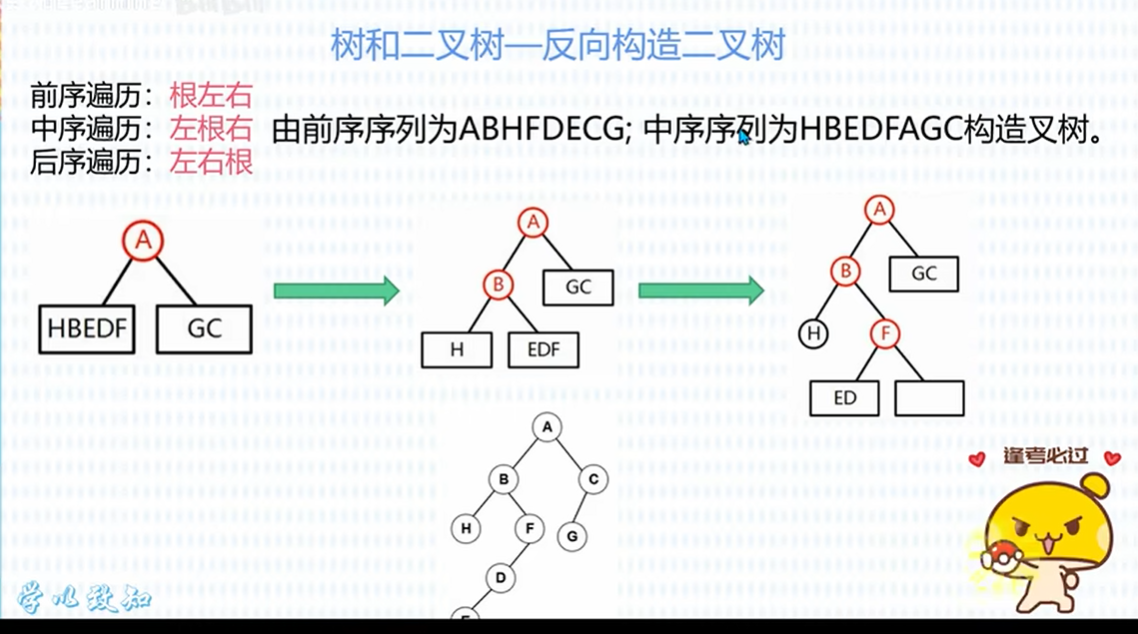 树和二叉树—反向构造二叉树
前序遍历：根左右
中序遍历：左根右
后序遍历：左右根
由前序序列为ABHFDECG; 中序序列为HBEDFAGC构造叉树.
A
HBEDF
GC
A
B
GC
H
EDF
A
B
GC
H
F
ED
A
B
C
H
F
G
D
逢考必过
学儿致知